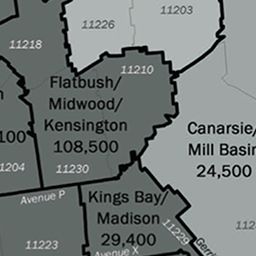 11203
11226
11218
11210
Flatbush/
Midwood/
Kensington
108,500
Canarsie/
Mill Basin
24,500
100
11204
11230
Avenue P
Kings Bay/
Madison
29,400
11229
11223
Avenue X